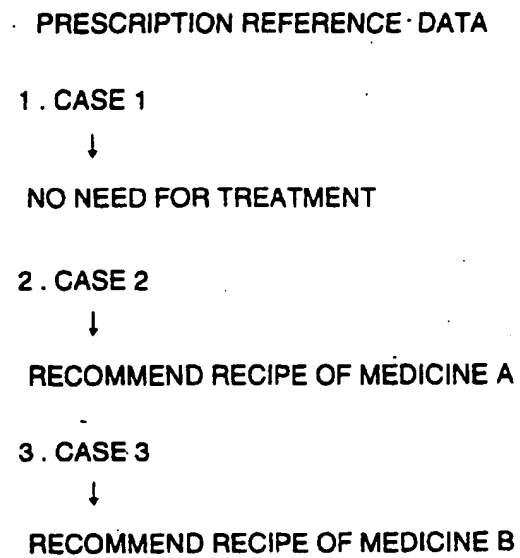 PRESCRIPTION REFERENCE DATA
1 . CASE 1
↓
NO NEED FOR TREATMENT
2 . CASE 2
↓
RECOMMEND RECIPE OF MEDICINE A
3 . CASE 3
↓
RECOMMEND RECIPE OF MEDICINE B